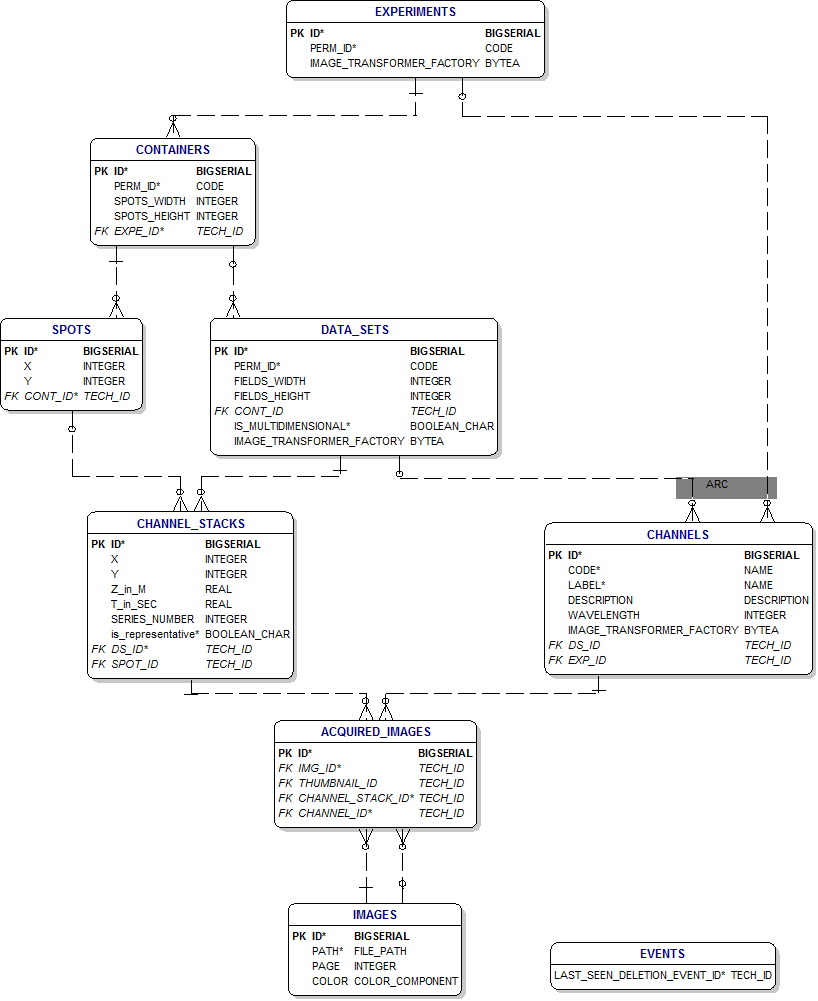 EXPERIMENTS
PK ID* BIGSERIAL
PERM_ID* CODE
IMAGE_TRANSFORMER_FACTORY BYTEA
CONTAINERS
PK ID* BIGSERIAL
PERM_ID* CODE
SPOTS_WIDTH INTEGER
SPOTS_HEIGHT INTEGER
FK EXPE_ID* TECH_ID
SPOTS
PK ID* BIGSERIAL
X INTEGER
Y INTEGER
FK CONT_ID* TECH_ID
DATA_SETS
PK ID* BIGSERIAL
PERM_ID* CODE
FIELDS_WIDTH INTEGER
FIELDS_HEIGHT INTEGER
FK CONT_ID TECH_ID
IS_MULTIDIMENSIONAL* BOOLEAN_CHAR
IMAGE_TRANSFORMER_FACTORY BYTEA
ARC
CHANNEL_STACKS
PK ID* BIGSERIAL
X INTEGER
Y INTEGER
Z_in_M REAL
T_in_SEC REAL
SERIES_NUMBER INTEGER
is_representative* BOOLEAN_CHAR
FK DS_ID* TECH_ID
FK SPOT_ID TECH_ID
CHANNELS
PK ID* BIGSERIAL
CODE* NAME
LABEL* NAME
DESCRIPTION DESCRIPTION
WAVELENGTH INTEGER
IMAGE_TRANSFORMER_FACTORY BYTEA
FK DS_ID TECH_ID
FK EXP_ID TECH_ID
ACQUIRED_IMAGES
PK ID* BIGSERIAL
FK IMG_ID* TECH_ID
FK THUMBNAIL_ID TECH_ID
FK CHANNEL_STACK_ID* TECH_ID
FK CHANNEL_ID* TECH_ID
IMAGES
PK ID* BIGSERIAL
PATH* FILE_PATH
PAGE INTEGER
COLOR COLOR_COMPONENT
EVENTS
LAST_SEEN_DELETION_EVENT_ID* TECH_ID